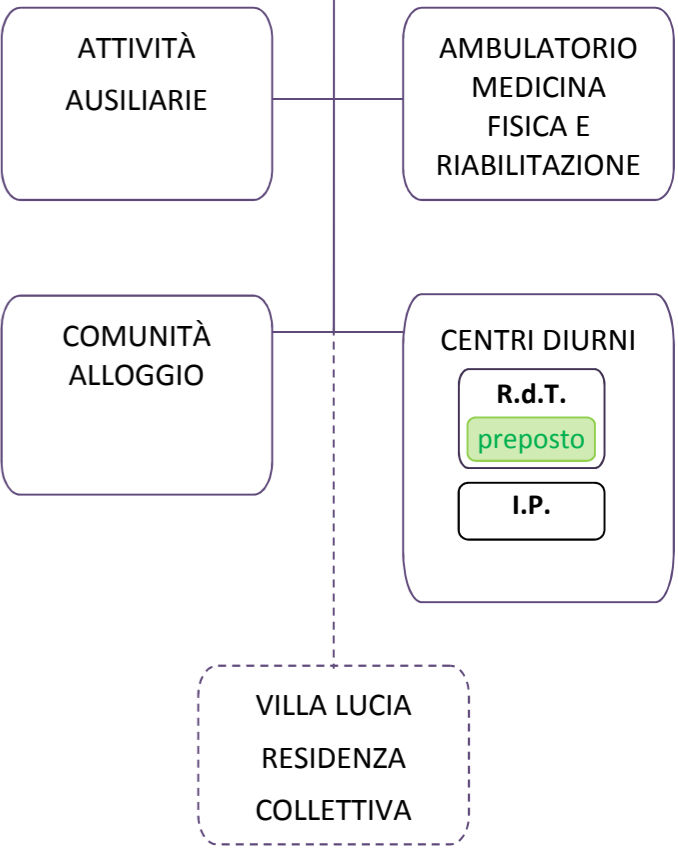 ATTIVITÀ
AUSILIARIE
AMBULATORIO
MEDICINA
FISICA E
RIABILITAZIONE
COMUNITÀ
ALLOGGIO
CENTRI DIURNI
R.d.T.
preposto
I.P.
VILLA LUCIA
RESIDENZA
COLLETTIVA